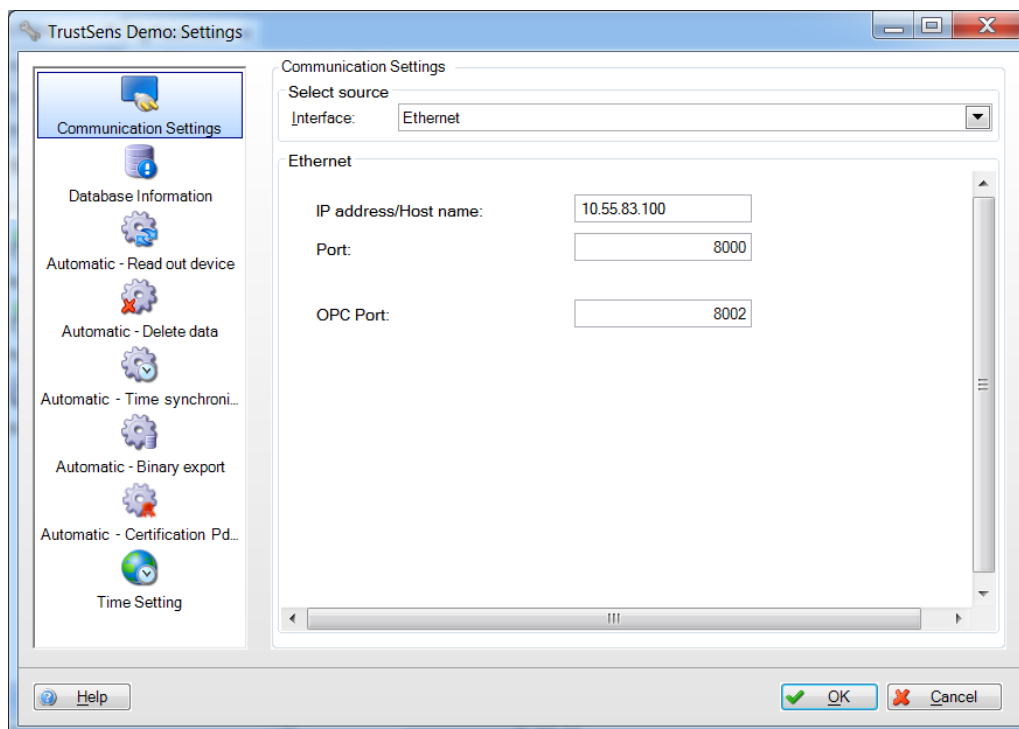 TrustSens Demo: Settings
Communication Settings
Database Information
Automatic - Read out device
Automatic - Delete data
Automatic - Time synchroni...
Automatic - Binary export
Automatic - Certification Pd...
Time Setting
Communication Settings
Select source
Interface: Ethernet
Ethernet
IP address/Host name: 10.55.83.100
Port: 8000
OPC Port: 8002
Help OK Cancel